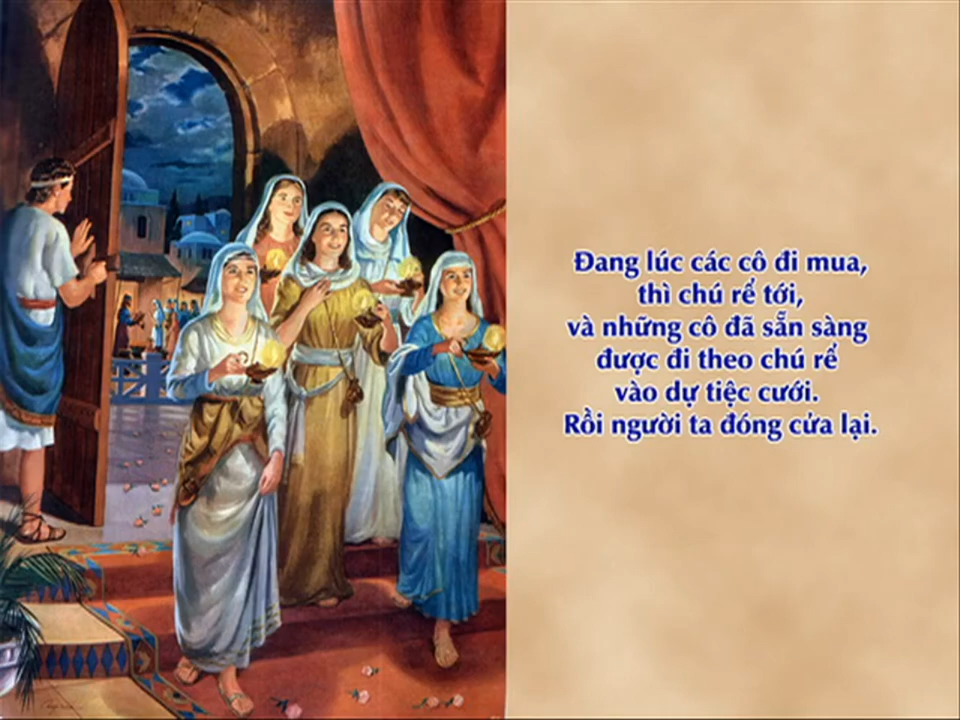 Đang lúc các cô đi mua,
thì chú rể tới,
và những cô đã sẵn sàng
được đi theo chú rể
vào dự tiệc cưới.
Rồi người ta đóng cửa lại.